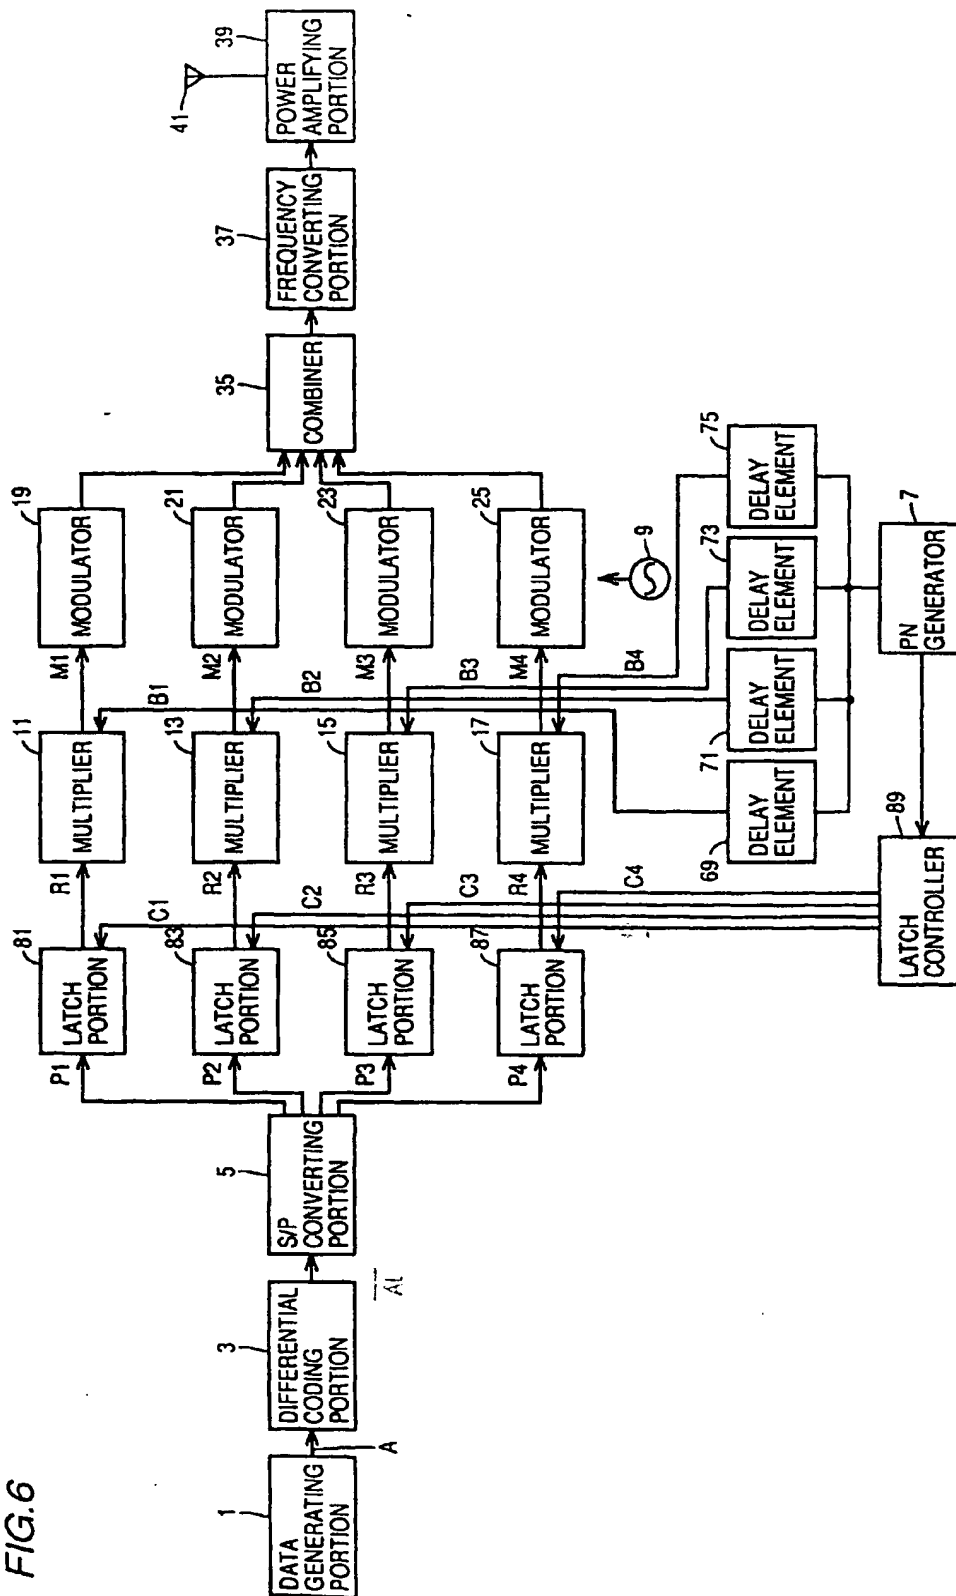 FIG.6
1
DATA
GENERATING
PORTION
A
3
DIFFERENTIAL
CODING
PORTION
5
S/P
CONVERTING
PORTION
P1
P2
P3
P4
81
LATCH
PORTION
83
LATCH
PORTION
85
LATCH
PORTION
87
LATCH
PORTION
C1
C2
C3
C4
R1
R2
R3
R4
11
MULTIPLIER
13
MULTIPLIER
15
MULTIPLIER
17
MULTIPLIER
B1
B2
B3
B4
M1
M2
M3
M4
19
MODULATOR
21
MODULATOR
23
MODULATOR
25
MODULATOR
9
35
COMBINER
37
FREQUENCY
CONVERTING
PORTION
39
POWER
AMPLIFYING
PORTION
41
69
DELAY
ELEMENT
71
DELAY
ELEMENT
73
DELAY
ELEMENT
75
DELAY
ELEMENT
89
LATCH
CONTROLLER
7
PN
GENERATOR